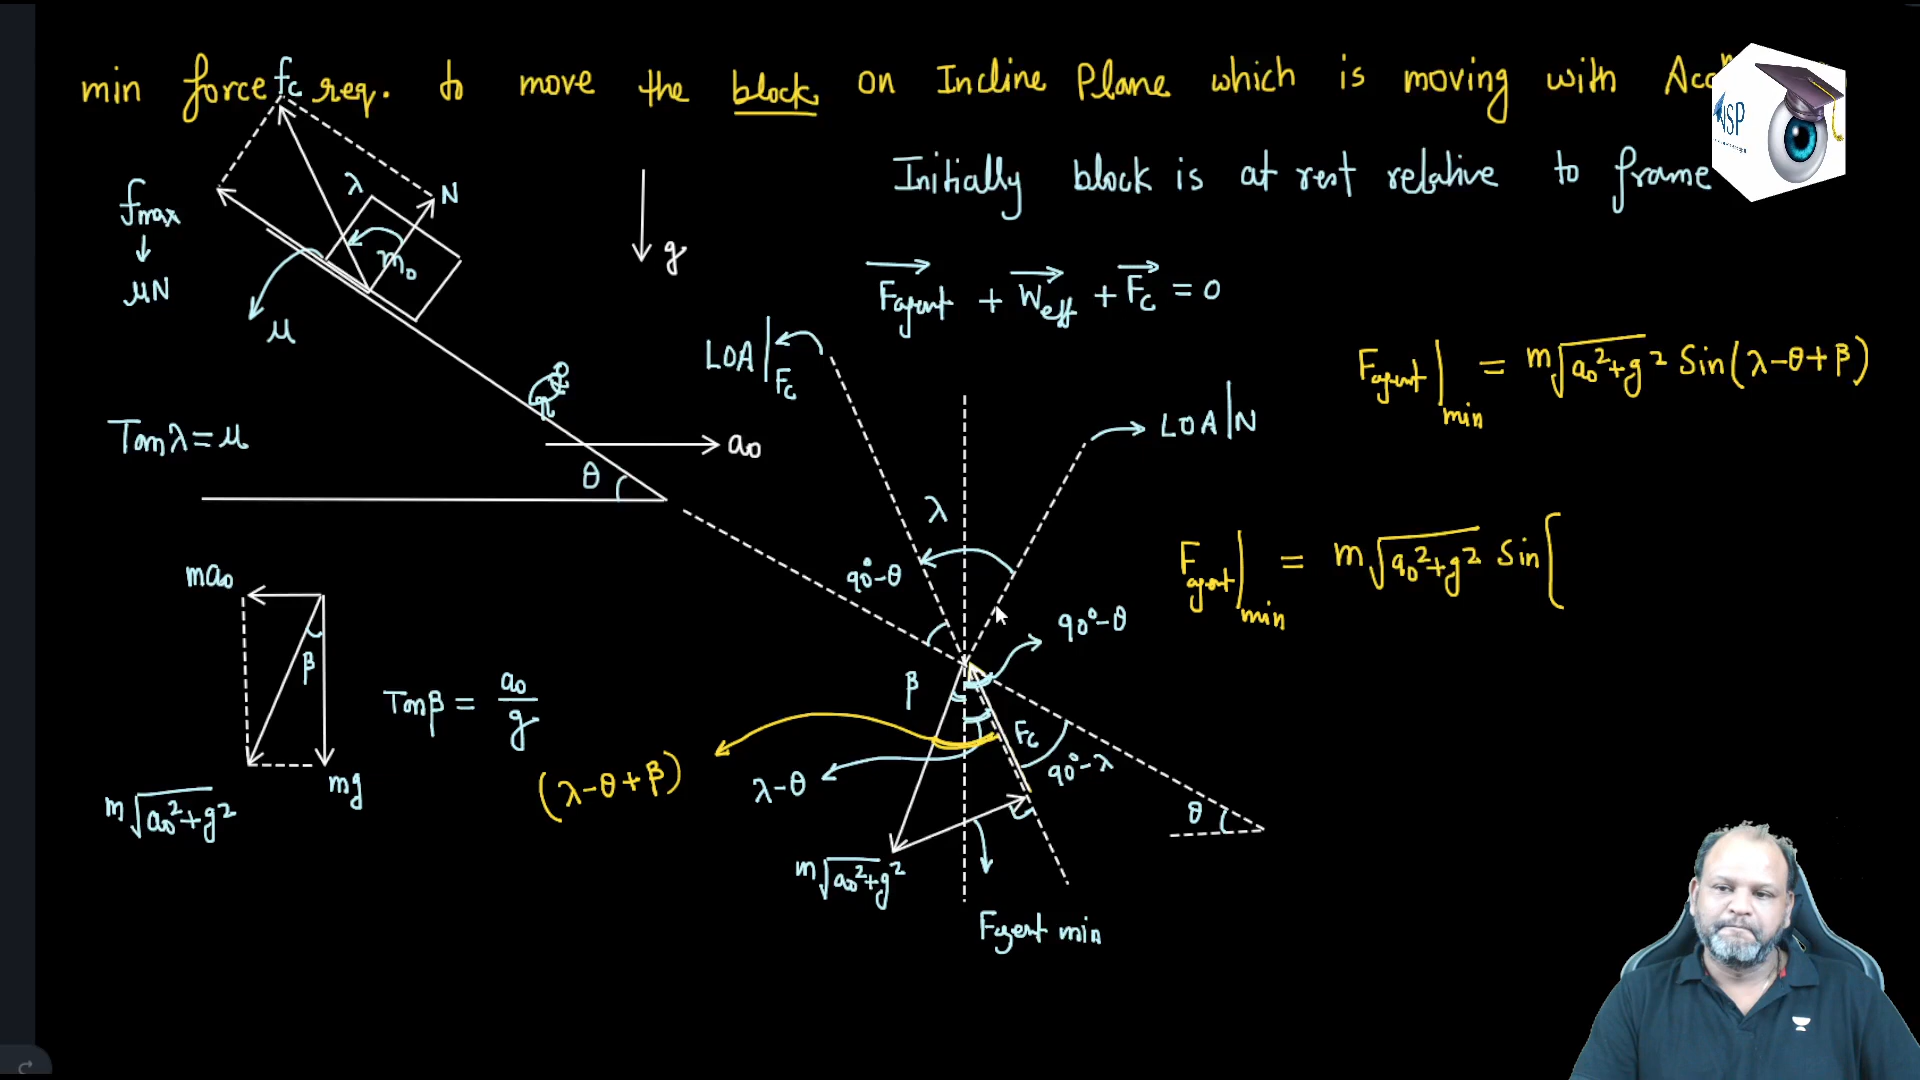 min force fc req. to move the block on Incline Plane which is moving with Acc
NSP
Initially block is at rest relative to frame
fmax
↓
μN
λ
N
m₀
μ
g
→Fagent + →Weff + →Fc = 0
LOA|Fc
LOA|N
Fagent|min = m√(a₀²+g²) Sin(λ-θ+β)
Tanλ = μ
a₀
θ
λ
90°-θ
Fagent|min = m√(a₀²+g²) Sin[
90°-θ
ma₀
β
mg
m√(a₀²+g²)
Tanβ = a₀/g
β
Fc
90°-λ
(λ-θ+β)
λ-θ
θ
m√(a₀²+g²)
Fagent min